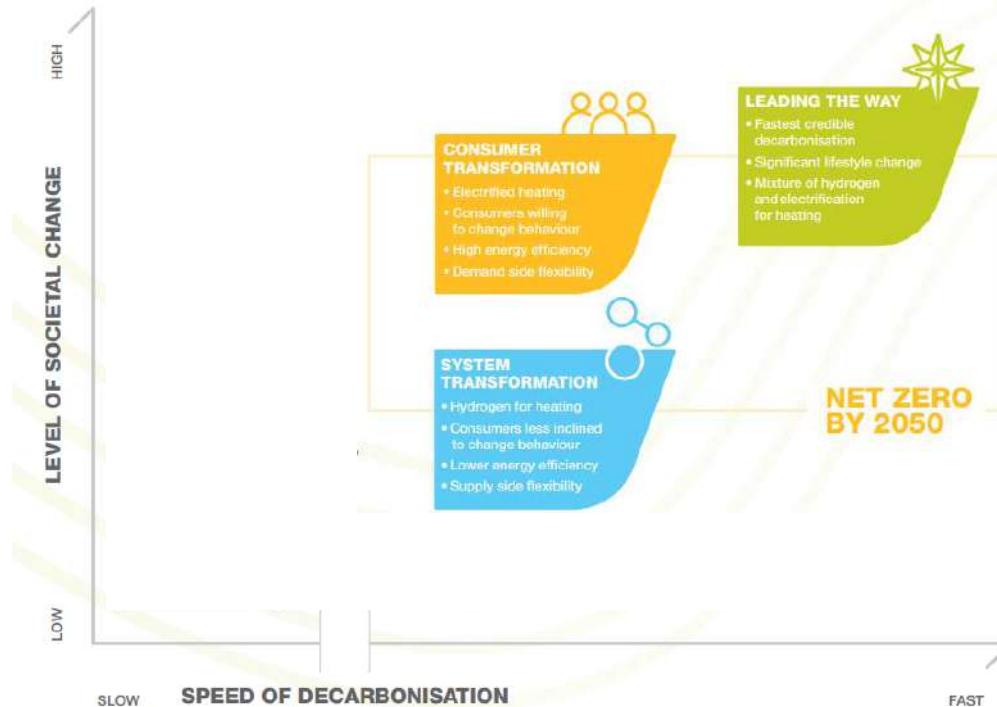 HIGH
LEVEL OF SOCIETAL CHANGE
LOW
CONSUMER
TRANSFORMATION
• Electrified heating
• Consumers willing
to change behaviour
• High energy efficiency
• Demand side flexibility
LEADING THE WAY
• Fastest credible
decarbonisation
• Significant lifestyle change
• Mixture of hydrogen
and electrification
for heating
SYSTEM
TRANSFORMATION
• Hydrogen for heating
• Consumers less inclined
to change behaviour
• Lower energy efficiency
• Supply side flexibility
NET ZERO
BY 2050
SLOW
SPEED OF DECARBONISATION
FAST